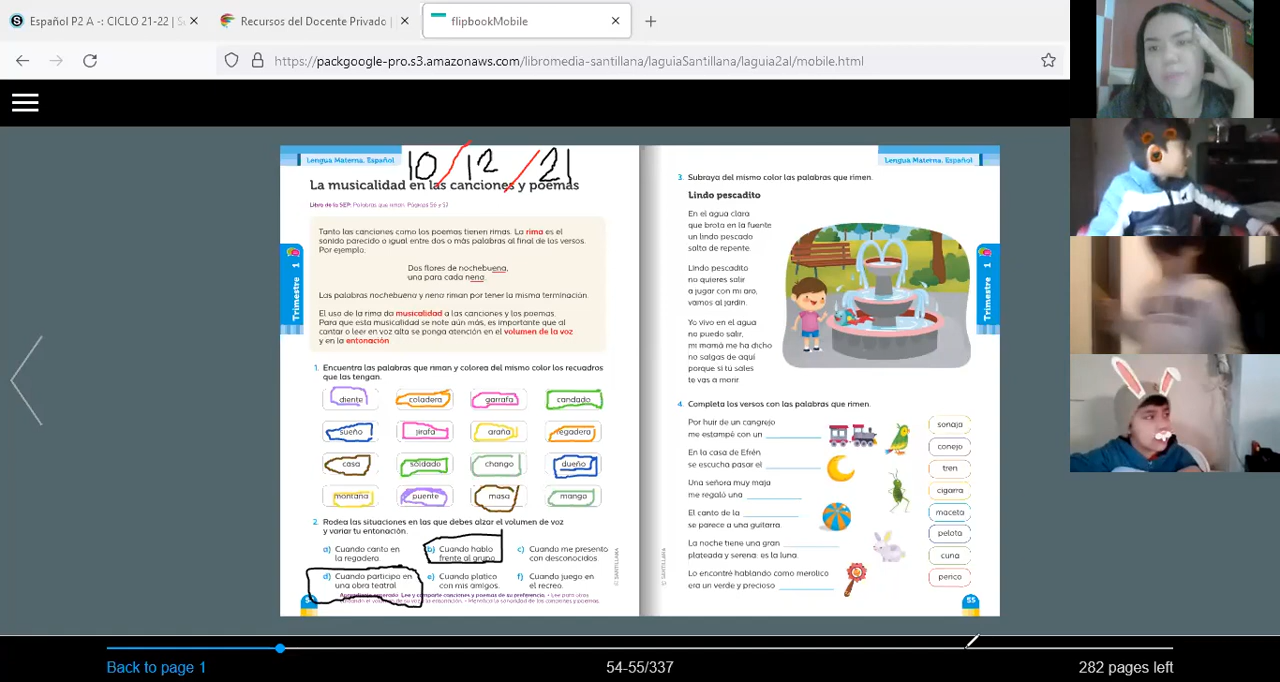 Español P2 A -: CICLO 21-22 | S
Recursos del Docente Privado |
flipbookMobile
https://packgoogle-pro.s3.amazonaws.com/libromedia-santillana/laguiaSantillana/laguia2al/mobile.html
Lengua Materna. Español
10/12/21
La musicalidad en las canciones y poemas
Libro de la SEP: Palabras que riman. Páginas 56 y 57
Tanto las canciones como los poemas tienen rimas. La rima es el
sonido parecido o igual entre dos o más palabras al final de los versos.
Por ejemplo:
Dos flores de nochebuena,
una para cada nena.
Las palabras nochebuena y nena riman por tener la misma terminación.
El uso de la rima da musicalidad a las canciones y los poemas.
Para que esta musicalidad se note aún más, es importante que al
cantar o leer en voz alta se ponga atención en el volumen de la voz
y en la entonación
Trimestre 1
1. Encuentra las palabras que riman y colorea del mismo color los recuadros
que las tengan.
diente coladera garrafa candado
sueño jirafa araña regadera
casa soldado chango dueño
montaña puente masa mango
2. Rodea las situaciones en las que debes alzar el volumen de voz
y variar tu entonación.
a) Cuando canto en
la regadera.
b) Cuando hablo
frente al grupo
c) Cuando me presento
con desconocidos.
d) Cuando participo en
una obra teatral
e) Cuando platico
con mis amigos.
f) Cuando juego en
el recreo.
© SANTILLANA
Lengua Materna. Español
3. Subraya del mismo color las palabras que rimen.
Lindo pescadito
En el agua clara
que brota en la fuente
un lindo pescado
salta de repente.
Lindo pescadito
no quieres salir
a jugar con mi aro,
vamos al jardín.
Yo vivo en el agua
no puedo salir,
mi mamá me ha dicho
no salgas de aquí
porque si tú sales
te vas a morir
Trimestre 1
4. Completa los versos con las palabras que rimen.
Por huir de un cangrejo
me estampé con un
En la casa de Efrén
se escucha pasar el
Una señora muy maja
me regaló una
El canto de la
se parece a una guitarra.
La noche tiene una gran
plateada y serena: es la luna
Lo encontré hablando como merolico
era un verde y precioso
sonaja
conejo
tren
cigarra
maceta
pelota
cuna
perico
© SANTILLANA
55
Back to page 1
54-55/337
282 pages left